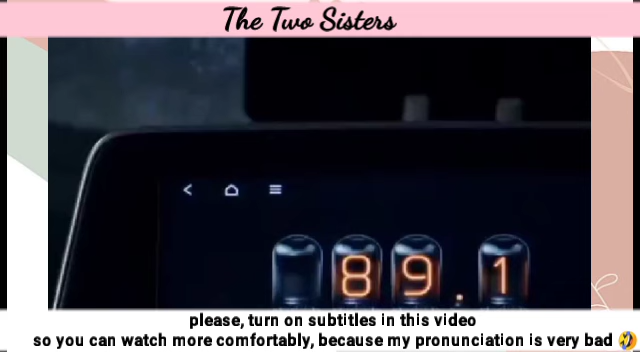 The Two Sisters
89.1
please, turn on subtitles in this video
so you can watch more comfortably, because my pronunciation is very bad 🤣